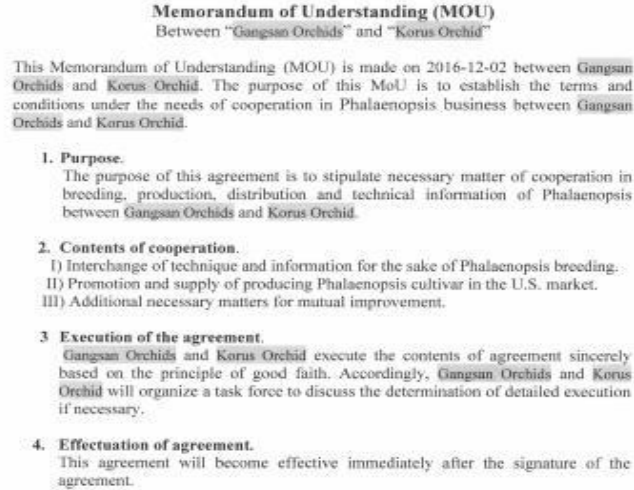 Memorandum of Understanding (MOU)
Between “Gangsan Orchids” and “Korus Orchid”
This Memorandum of Understanding (MOU) is made on 2016-12-02 between Gangsan
Orchids and Korus Orchid. The purpose of this MoU is to establish the terms and
conditions under the needs of cooperation in Phalaenopsis business between Gangsan
Orchids and Korus Orchid.
1. Purpose.
The purpose of this agreement is to stipulate necessary matter of cooperation in
breeding, production, distribution and technical information of Phalaenopsis
between Gangsan Orchids and Korus Orchid.
2. Contents of cooperation.
I) Interchange of technique and information for the sake of Phalaenopsis breeding.
II) Promotion and supply of producing Phalaenopsis cultivar in the U.S. market.
III) Additional necessary matters for mutual improvement.
3 Execution of the agreement.
Gangsan Orchids and Korus Orchid execute the contents of agreement sincerely
based on the principle of good faith. Accordingly, Gangsan Orchids and Korus
Orchid will organize a task force to discuss the determination of detailed execution
if necessary.
4. Effectuation of agreement.
This agreement will become effective immediately after the signature of the
agreement.